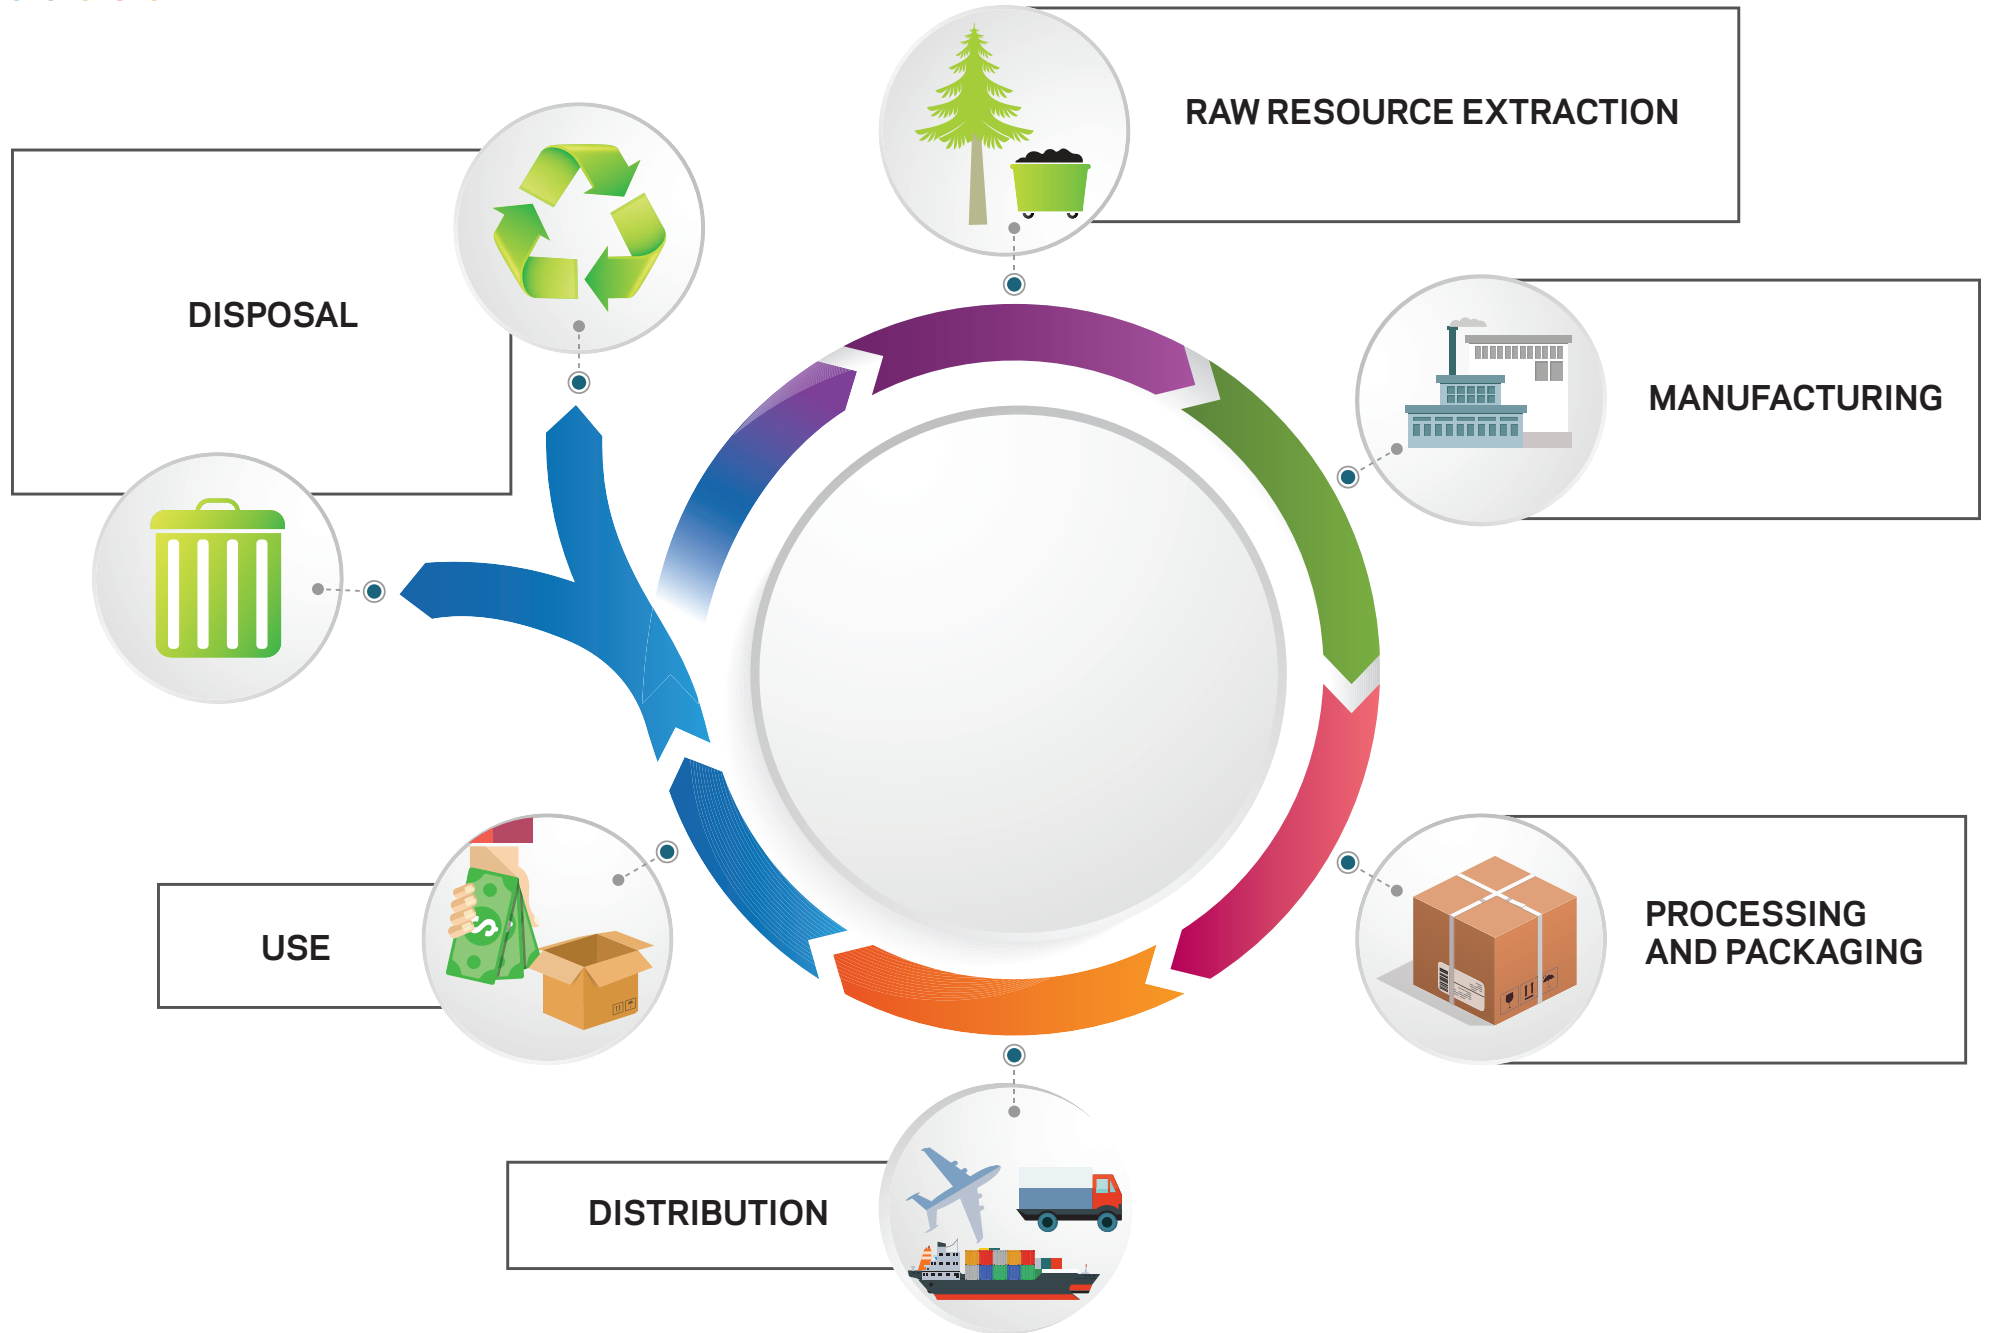 RAW RESOURCE EXTRACTION
DISPOSAL
MANUFACTURING
PROCESSING
AND PACKAGING
USE
$
DISTRIBUTION